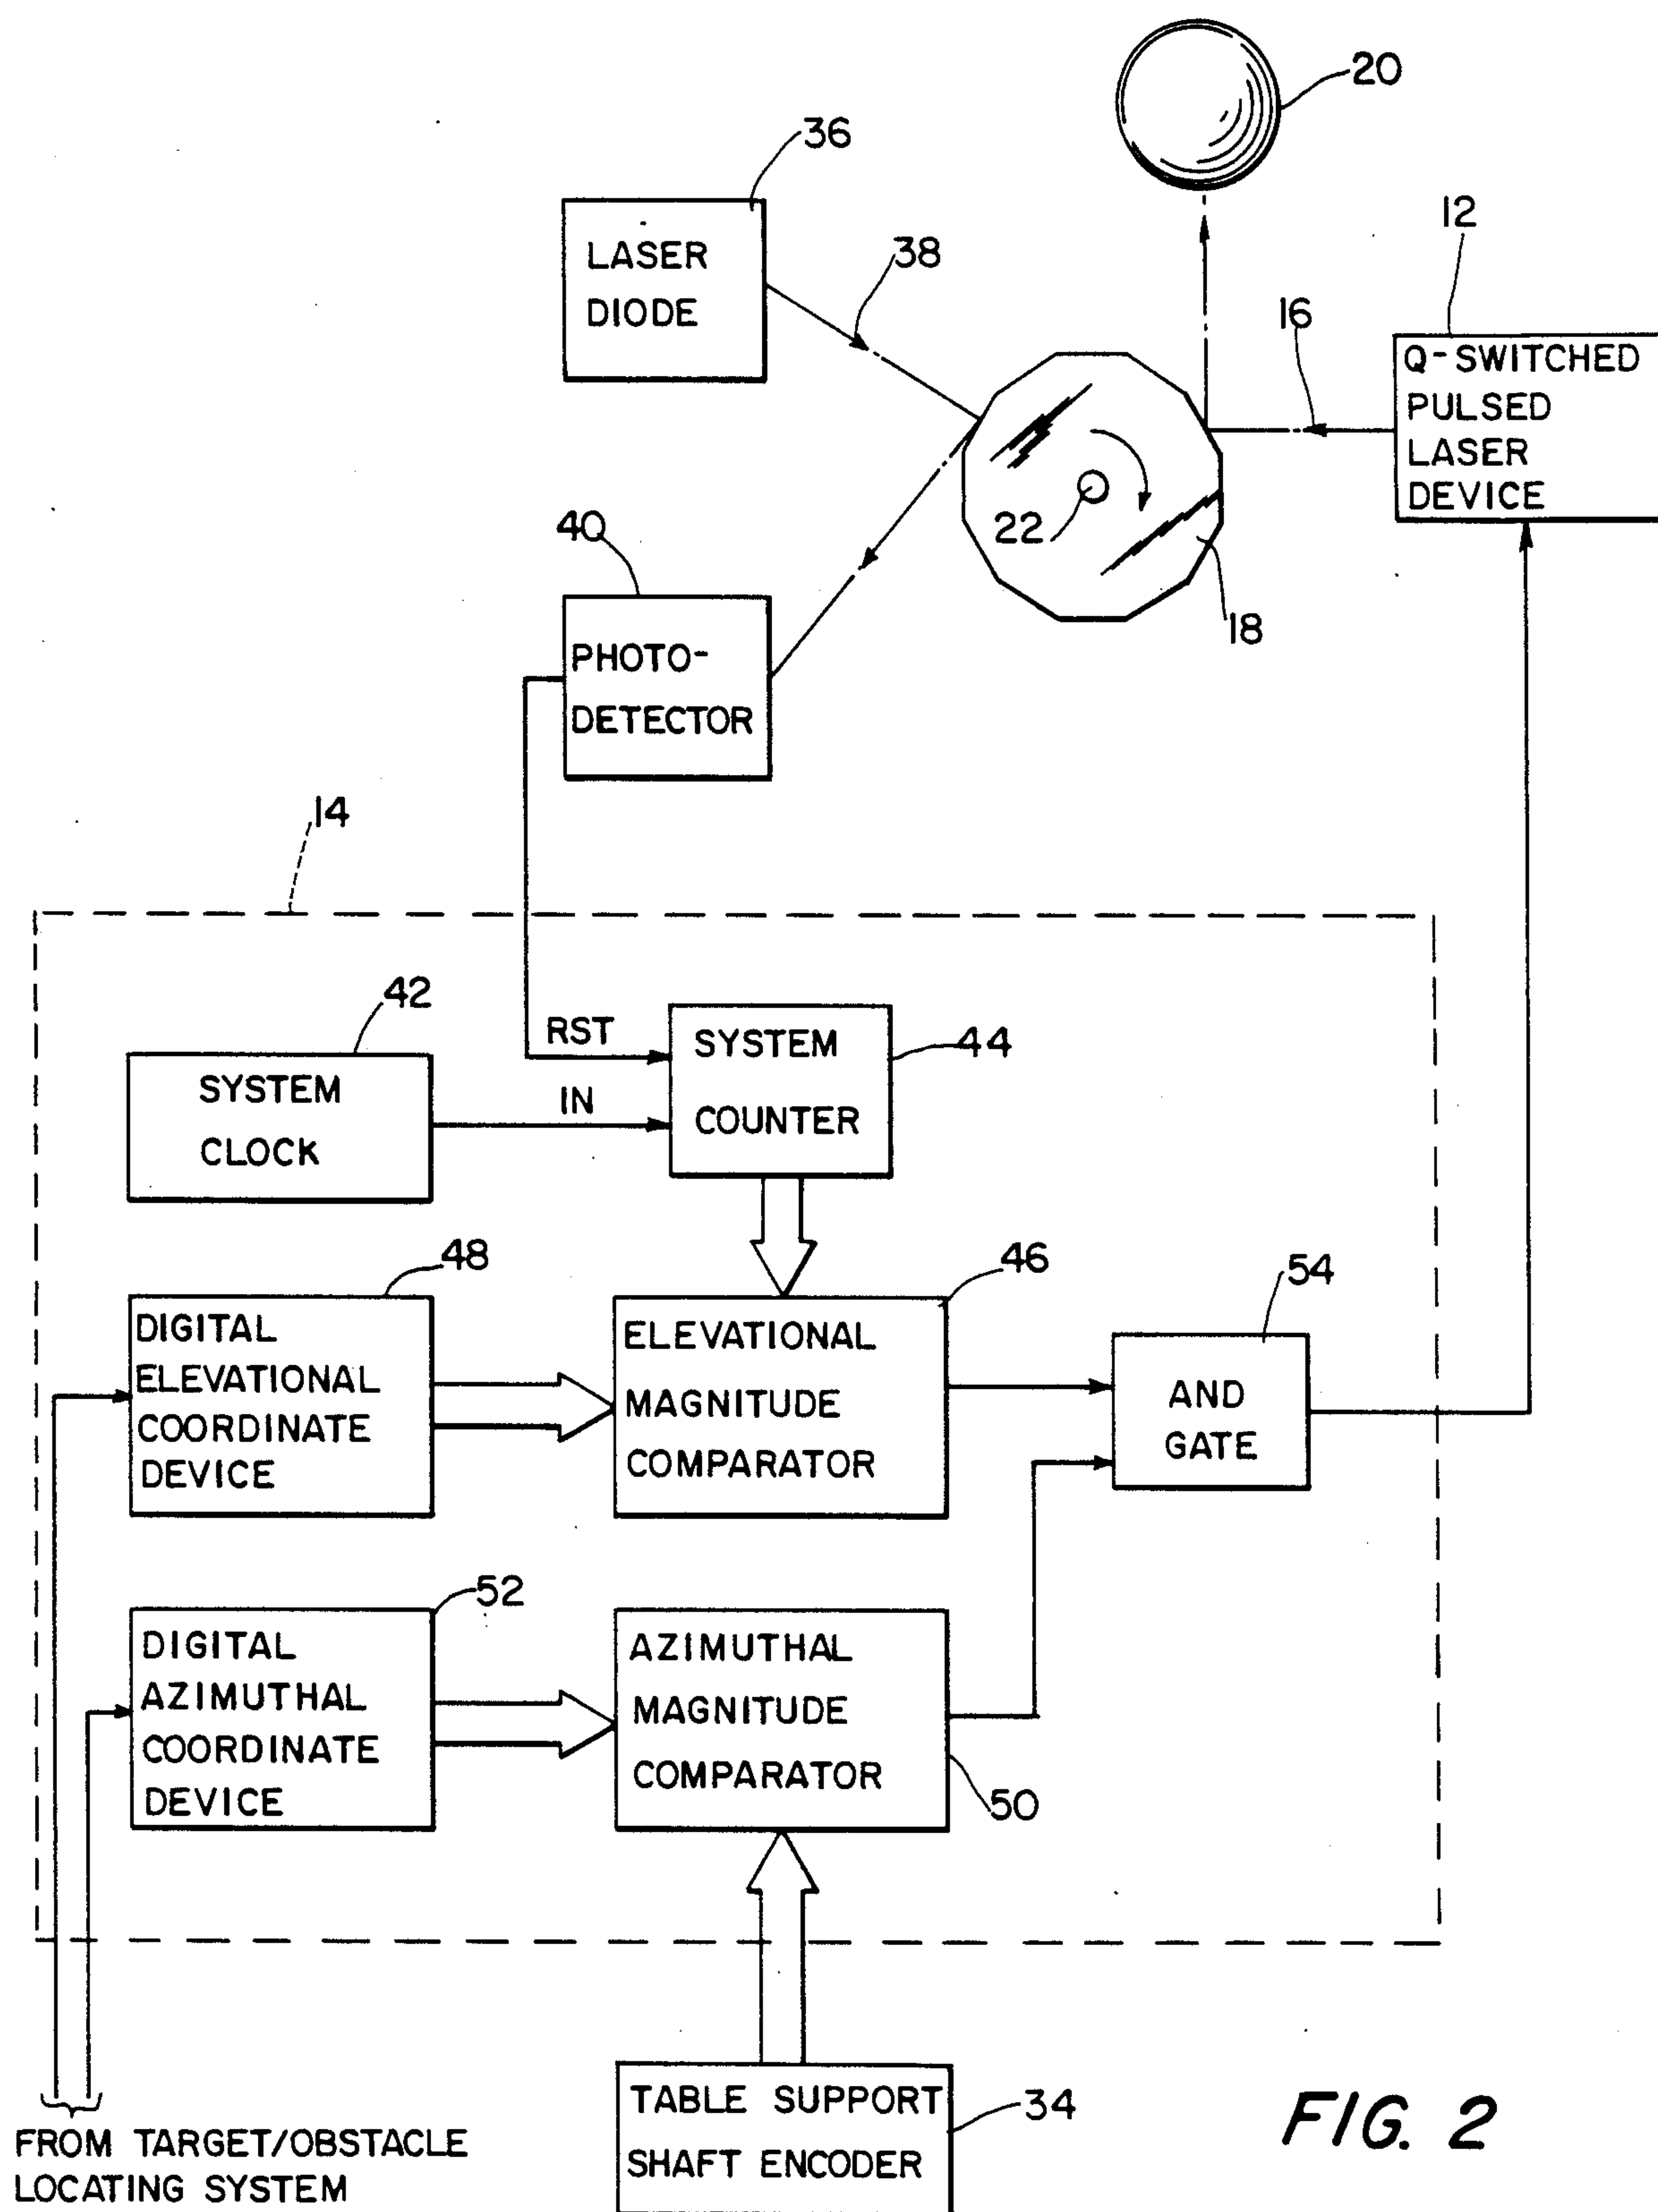 20
36
LASER
DIODE
38
12
16
Q-SWITCHED
PULSED
LASER
DEVICE
22
18
40
PHOTO-
DETECTOR
14
42
SYSTEM
CLOCK
RST
IN
SYSTEM
COUNTER
44
48
DIGITAL
ELEVATIONAL
COORDINATE
DEVICE
46
ELEVATIONAL
MAGNITUDE
COMPARATOR
54
AND
GATE
52
DIGITAL
AZIMUTHAL
COORDINATE
DEVICE
AZIMUTHAL
MAGNITUDE
COMPARATOR
50
FROM TARGET/OBSTACLE
LOCATING SYSTEM
TABLE SUPPORT
SHAFT ENCODER
34
FIG. 2